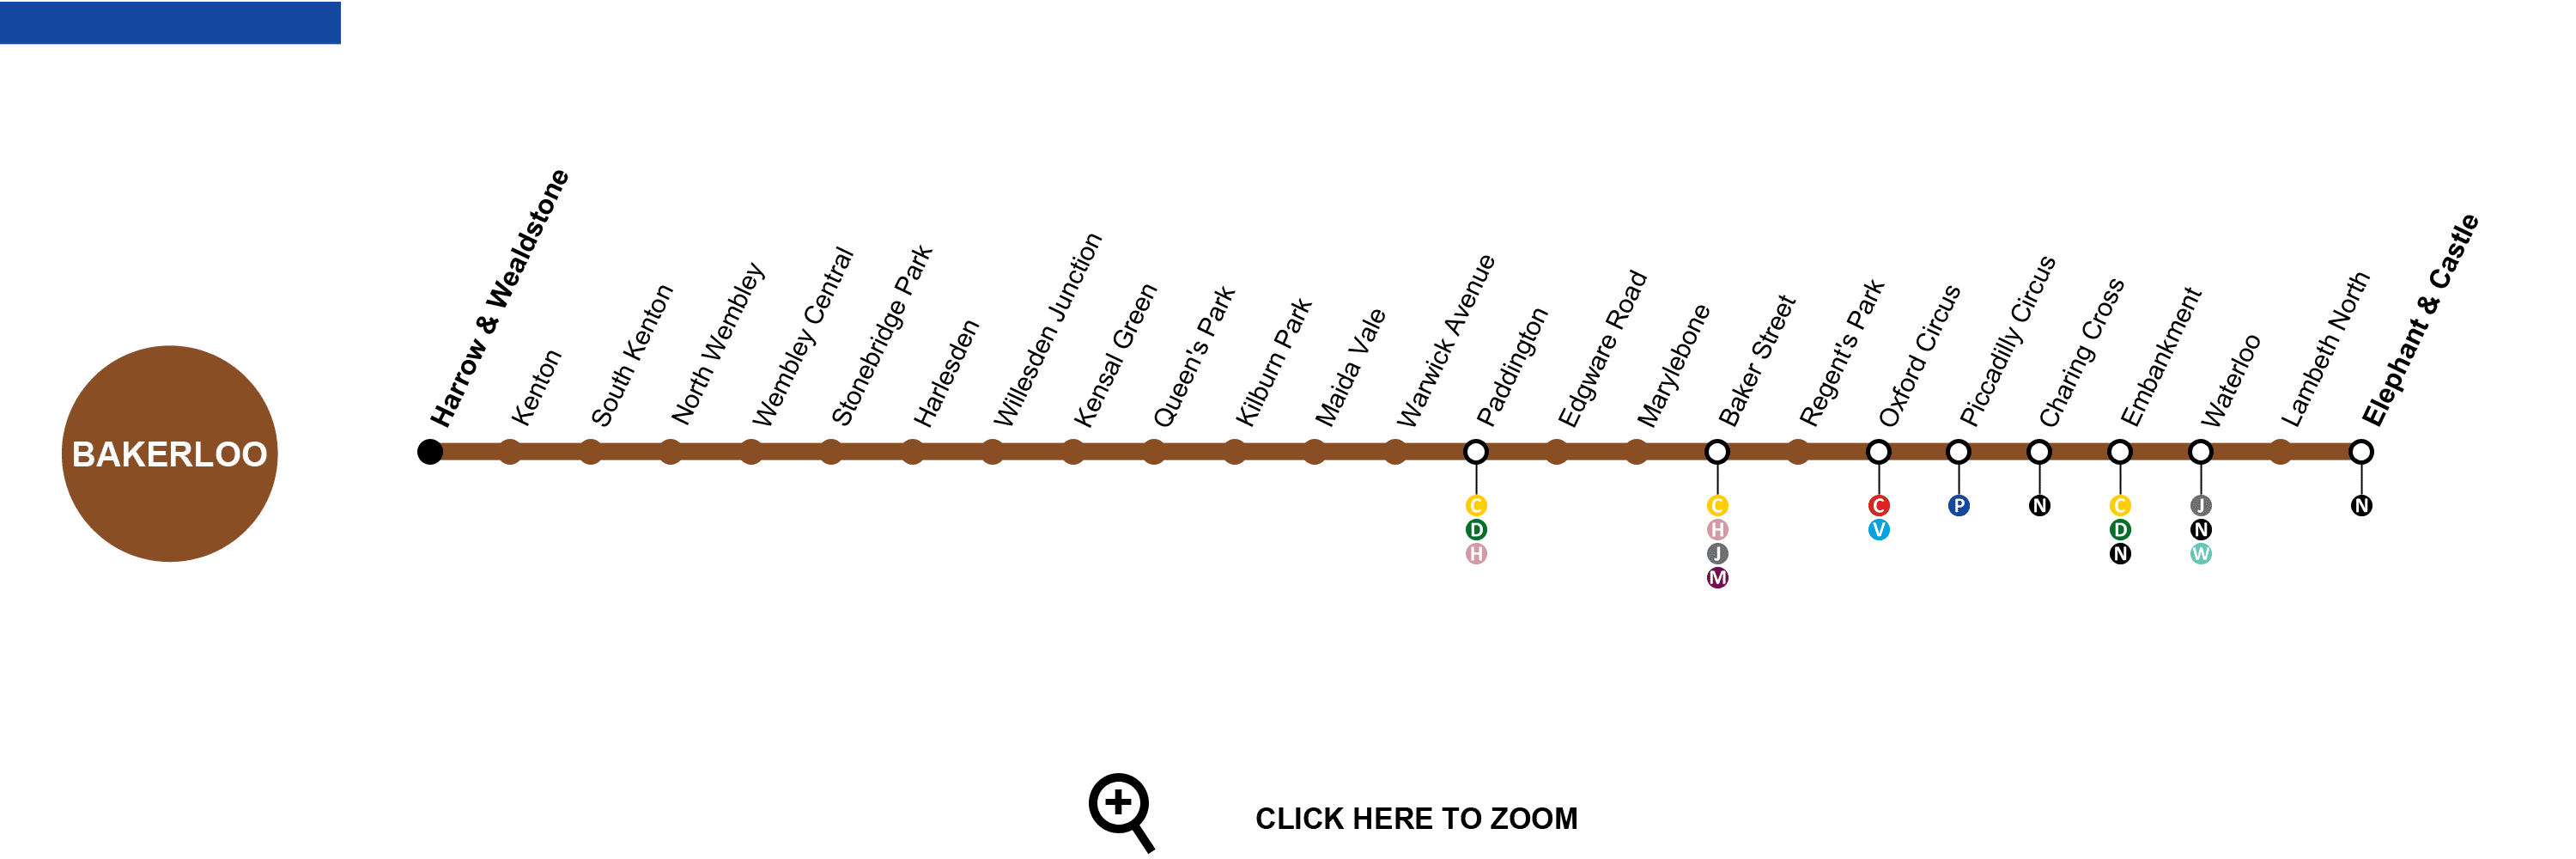 BAKERLOO
Harrow & Wealdstone
Kenton
South Kenton
North Wembley
Wembley Central
Stonebridge Park
Harlesden
Willesden Junction
Kensal Green
Queen's Park
Kilburn Park
Maida Vale
Warwick Avenue
Paddington
C
D
H
Edgware Road
Marylebone
Baker Street
C
H
J
M
Regent's Park
Oxford Circus
C
V
Piccadilly Circus
P
Charing Cross
N
Embankment
C
D
N
Waterloo
J
N
W
Lambeth North
Elephant & Castle
N
CLICK HERE TO ZOOM